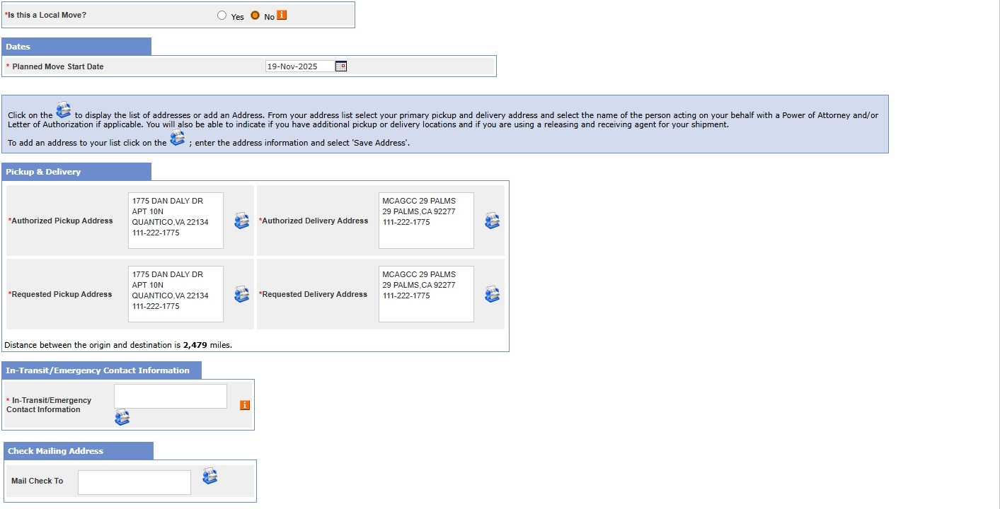 *Is this a Local Move? Yes No i
Dates
* Planned Move Start Date 19-Nov-2025
Click on the to display the list of addresses or add an Address. From your address list select your primary pickup and delivery address and select the name of the person acting on your behalf with a Power of Attorney and/or
Letter of Authorization if applicable. You will also be able to indicate if you have additional pickup or delivery locations and if you are using a releasing and receiving agent for your shipment.
To add an address to your list click on the ; enter the address information and select 'Save Address'.
Pickup & Delivery
*Authorized Pickup Address
1775 DAN DALY DR
APT 10N
QUANTICO,VA 22134
111-222-1775
*Authorized Delivery Address
MCAGCC 29 PALMS
29 PALMS,CA 92277
111-222-1775
*Requested Pickup Address
1775 DAN DALY DR
APT 10N
QUANTICO,VA 22134
111-222-1775
*Requested Delivery Address
MCAGCC 29 PALMS
29 PALMS,CA 92277
111-222-1775
Distance between the origin and destination is 2,479 miles.
In-Transit/Emergency Contact Information
* In-Transit/Emergency
Contact Information
i
Check Mailing Address
Mail Check To